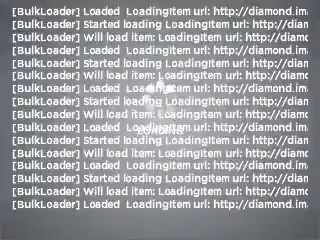 [BulkLoader] Loaded LoadingItem url: http://diamond.im
[BulkLoader] Started loading LoadingItem url: http://diam
[BulkLoader] Will load item: LoadingItem url: http://diamo
[BulkLoader] Loaded LoadingItem url: http://diamond.im
[BulkLoader] Started loading LoadingItem url: http://diam
[BulkLoader] Will load item: LoadingItem url: http://diamo
[BulkLoader] Loaded LoadingItem url: http://diamond.im
[BulkLoader] Started loading LoadingItem url: http://diam
[BulkLoader] Will load item: LoadingItem url: http://diamo
[BulkLoader] Loaded LoadingItem url: http://diamond.im
[BulkLoader] Started loading LoadingItem url: http://diam
[BulkLoader] Will load item: LoadingItem url: http://diamo
[BulkLoader] Loaded LoadingItem url: http://diamond.im
[BulkLoader] Started loading LoadingItem url: http://diam
[BulkLoader] Will load item: LoadingItem url: http://diamo
[BulkLoader] Loaded LoadingItem url: http://diamond.im